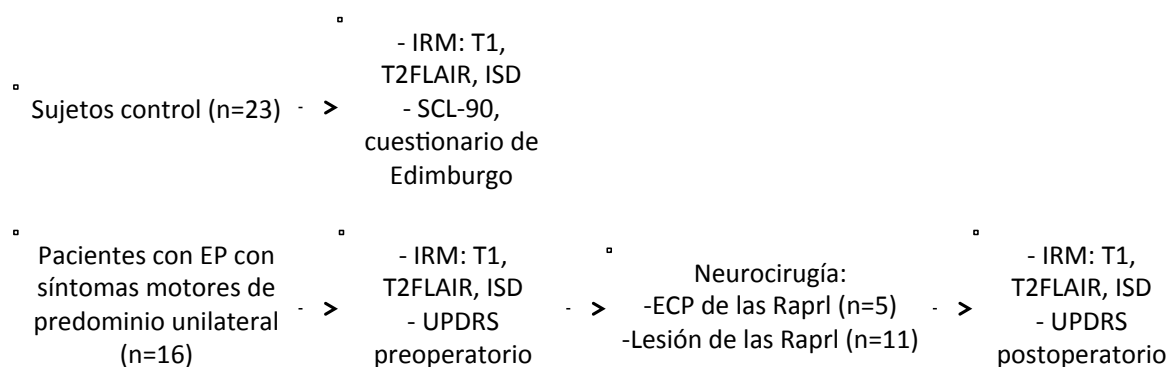 - IRM: T1,
T2FLAIR, ISD
- SCL-90,
cuestionario de
Edimburgo
Sujetos control (n=23)
Pacientes con EP con
síntomas motores de
predominio unilateral
(n=16)
- IRM: T1,
T2FLAIR, ISD
- UPDRS
preoperatorio
Neurocirugía:
-ECP de las Raprl (n=5)
-Lesión de las Raprl (n=11)
- IRM: T1,
T2FLAIR, ISD
- UPDRS
postoperatorio